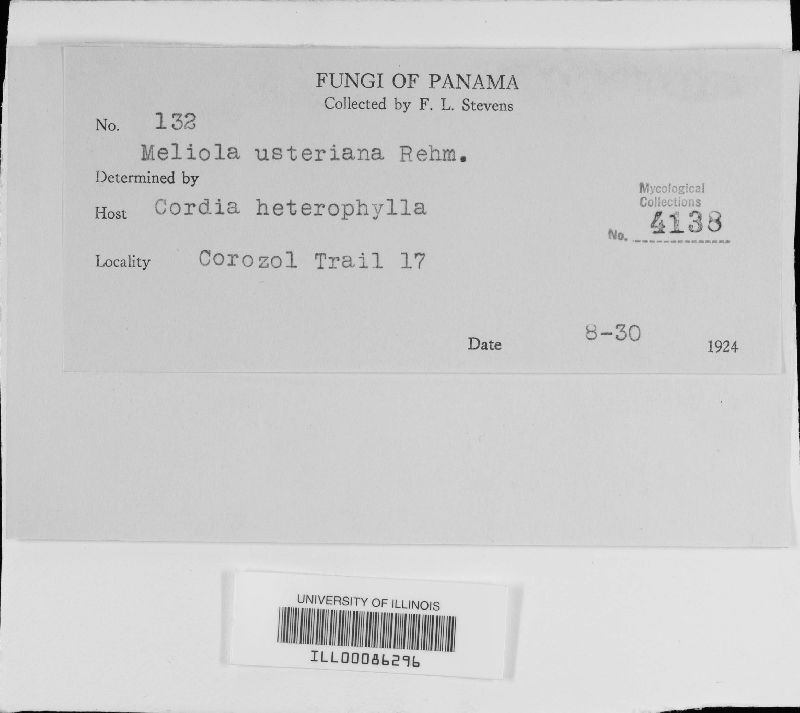 FUNGI OF PANAMA
Collected by F. L. Stevens
No. 132
Meliola usteriana Rehm.
Determined by
Host Cordia heterophylla
Mycological
Collections
No. 4138
Locality Corozol Trail 17
Date 8-30 1924
UNIVERSITY OF ILLINOIS
ILL00086296